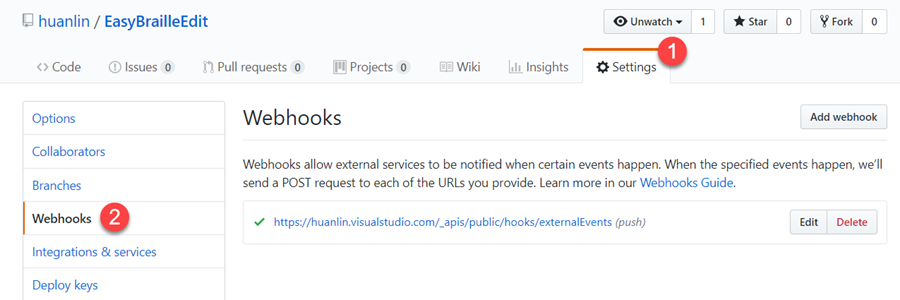 huanlin / EasyBrailleEdit Unwatch 1 Star 0 Fork 0
Code Issues 0 Pull requests 0 Projects 0 Wiki Insights Settings 1
Options
Collaborators
Branches
Webhooks 2
Integrations & services
Deploy keys
Webhooks Add webhook
Webhooks allow external services to be notified when certain events happen. When the specified events happen, we'll
send a POST request to each of the URLs you provide. Learn more in our Webhooks Guide.
https://huanlin.visualstudio.com/_apis/public/hooks/externalEvents (push) Edit Delete